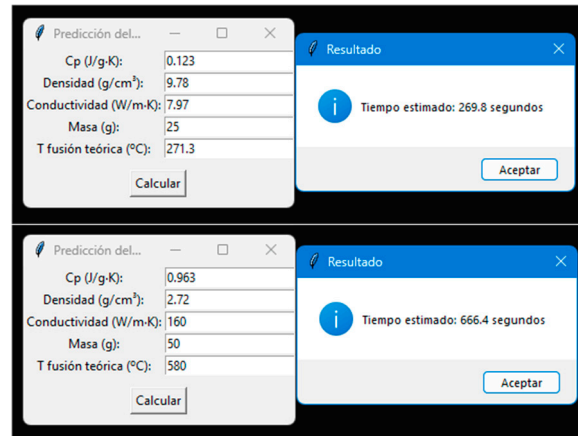 Predicción del...
Cp (J/g·K): 0.123
Densidad (g/cm³): 9.78
Conductividad (W/m·K): 7.97
Masa (g): 25
T fusión teórica (ºC): 271.3
Calcular
Resultado
Tiempo estimado: 269.8 segundos
Aceptar
Predicción del...
Cp (J/g·K): 0.963
Densidad (g/cm³): 2.72
Conductividad (W/m·K): 160
Masa (g): 50
T fusión teórica (ºC): 580
Calcular
Resultado
Tiempo estimado: 666.4 segundos
Aceptar